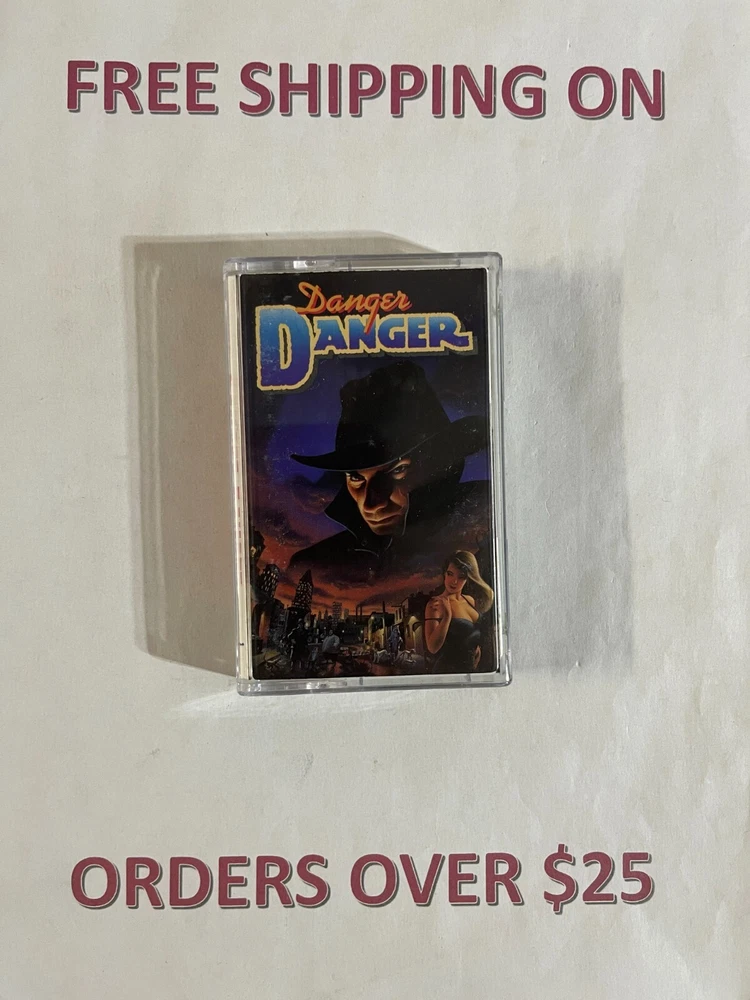 FREE SHIPPING ON
Danger
DANGER
ORDERS OVER $25